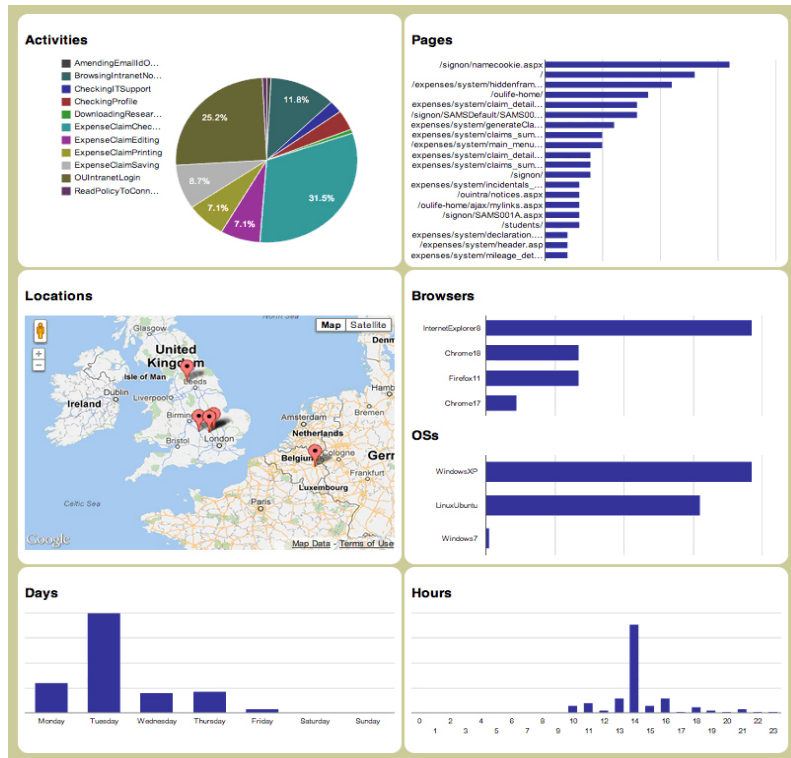 Activities
AmendingEmailIdO...
BrowsingIntranetNo...
CheckingITSupport
CheckingProfile
DownloadingResear...
ExpenseClaimChec...
ExpenseClaimEditing
ExpenseClaimPrinting
ExpenseClaimSaving
OUIntranetLogin
ReadPolicyToConn...
11.8%
25.2%
8.7%
7.1%
7.1%
31.5%
Pages
/signon/namecookie.aspx
/
/expenses/system/hiddenfram...
/oulife-home/
expenses/system/claim_detail...
/signon/SAMSDefault/SAMS00...
expenses/system/generateCla...
expenses/system/claims_sum...
/expenses/system/main_menu...
expenses/system/claim_detail...
expenses/system/claims_sum...
/signon/
expenses/system/incidentals_...
/ouintra/notices.aspx
/oulife-home/ajax/mylinks.aspx
/signon/SAMS001A.aspx
/students/
expenses/system/declaration....
/expenses/system/header.asp
expenses/system/mileage_det...
Locations
North Sea
Map Satellite
Glasgow
United
Kingdom
Denm
Isle of Man
Leeds
Dublin
Liverpool
Hamb
Ireland
Birming
Bremen
Amsterdam
Netherlands
Bristol
London
Belgium
Cologne
Ger
Frankfurt
Luxembourg
Celtic Sea
Paris
Google
Map Data - Terms of Use
Browsers
InternetExplorer8
Chrome18
Firefox11
Chrome17
OSs
WindowsXP
LinuxUbuntu
Windows7
Days
Monday Tuesday Wednesday Thursday Friday Saturday Sunday
Hours
0 2 4 6 8 10 12 14 16 18 20 22
1 3 5 7 9 11 13 15 17 19 21 23